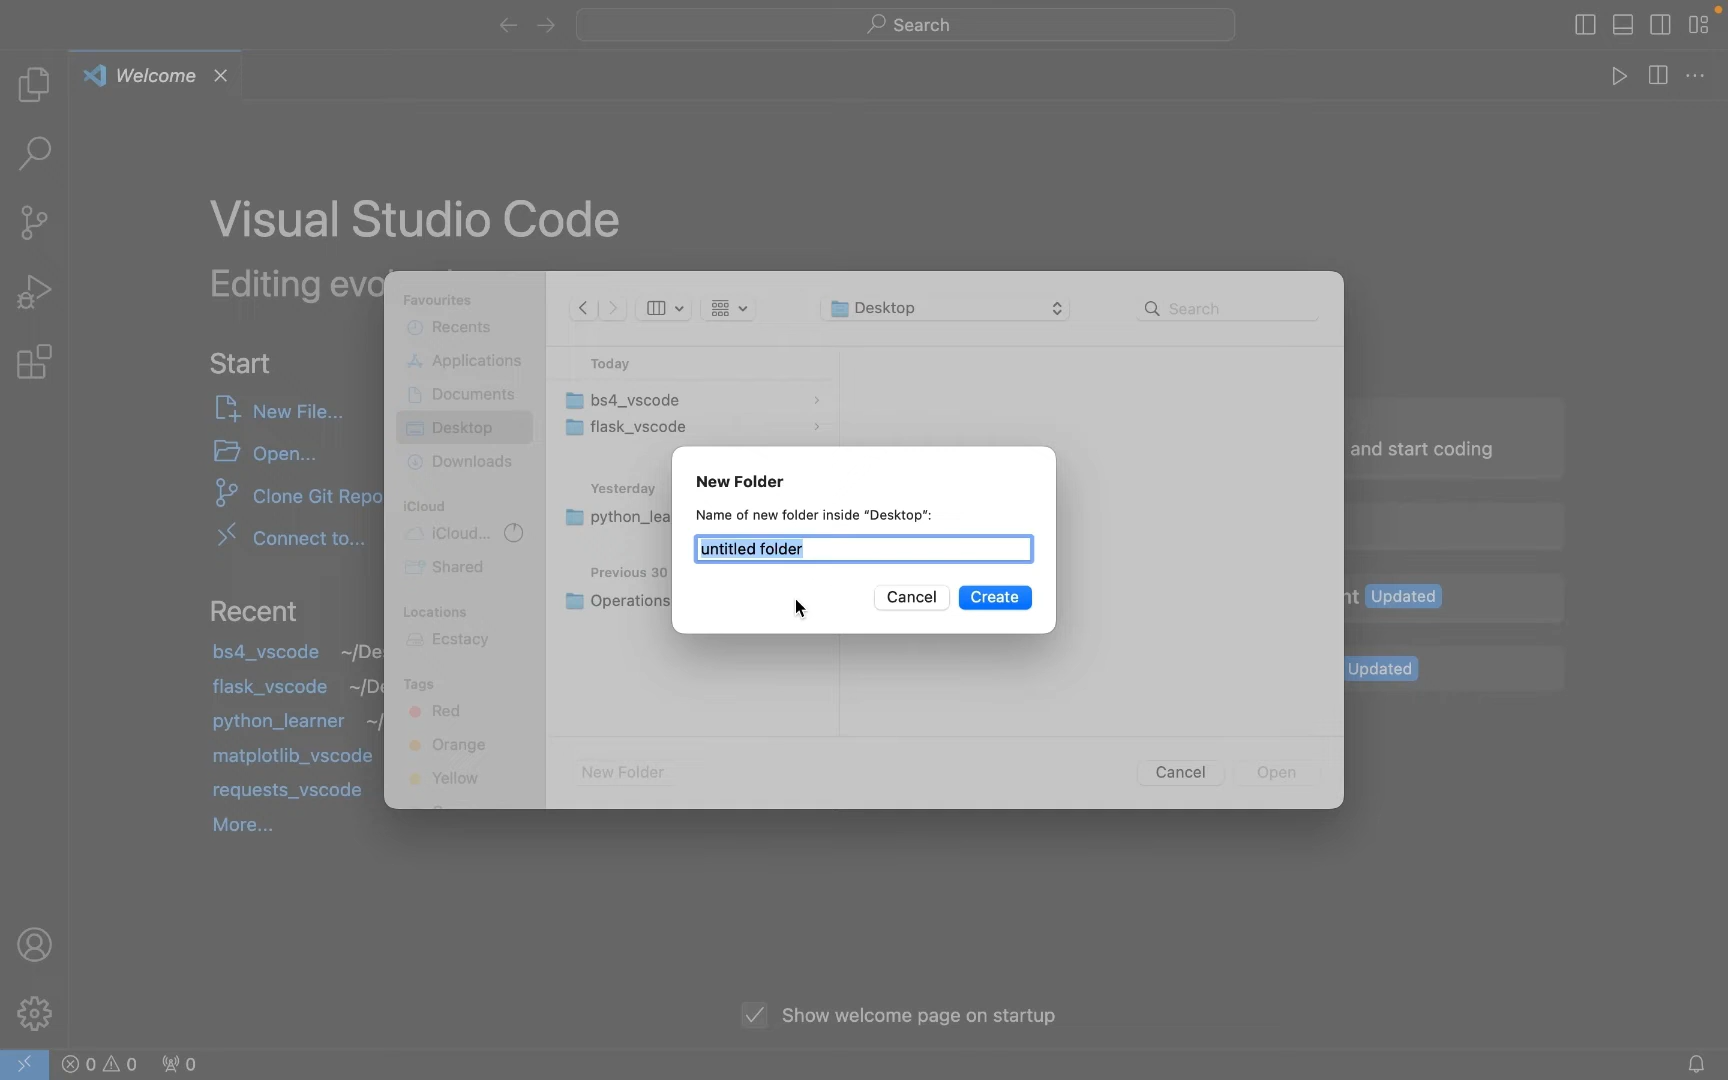 Search
Welcome
Visual Studio Code
Editing evo
Start
New File...
Open...
Clone Git Repo
Connect to...
Recent
bs4_vscode ~/De
flask_vscode ~/De
python_learner ~/
matplotlib_vscode
requests_vscode
More...
Favourites
Recents
Applications
Documents
Desktop
Downloads
iCloud
iCloud...
Shared
Locations
Ecstacy
Tags
Red
Orange
Yellow
Desktop
Search
Today
bs4_vscode
flask_vscode
Yesterday
python_lea
Previous 30
Operations
New Folder
Cancel
Open
New Folder
Name of new folder inside “Desktop”:
untitled folder
Cancel
Create
and start coding
nt Updated
Updated
Show welcome page on startup
0 0 0